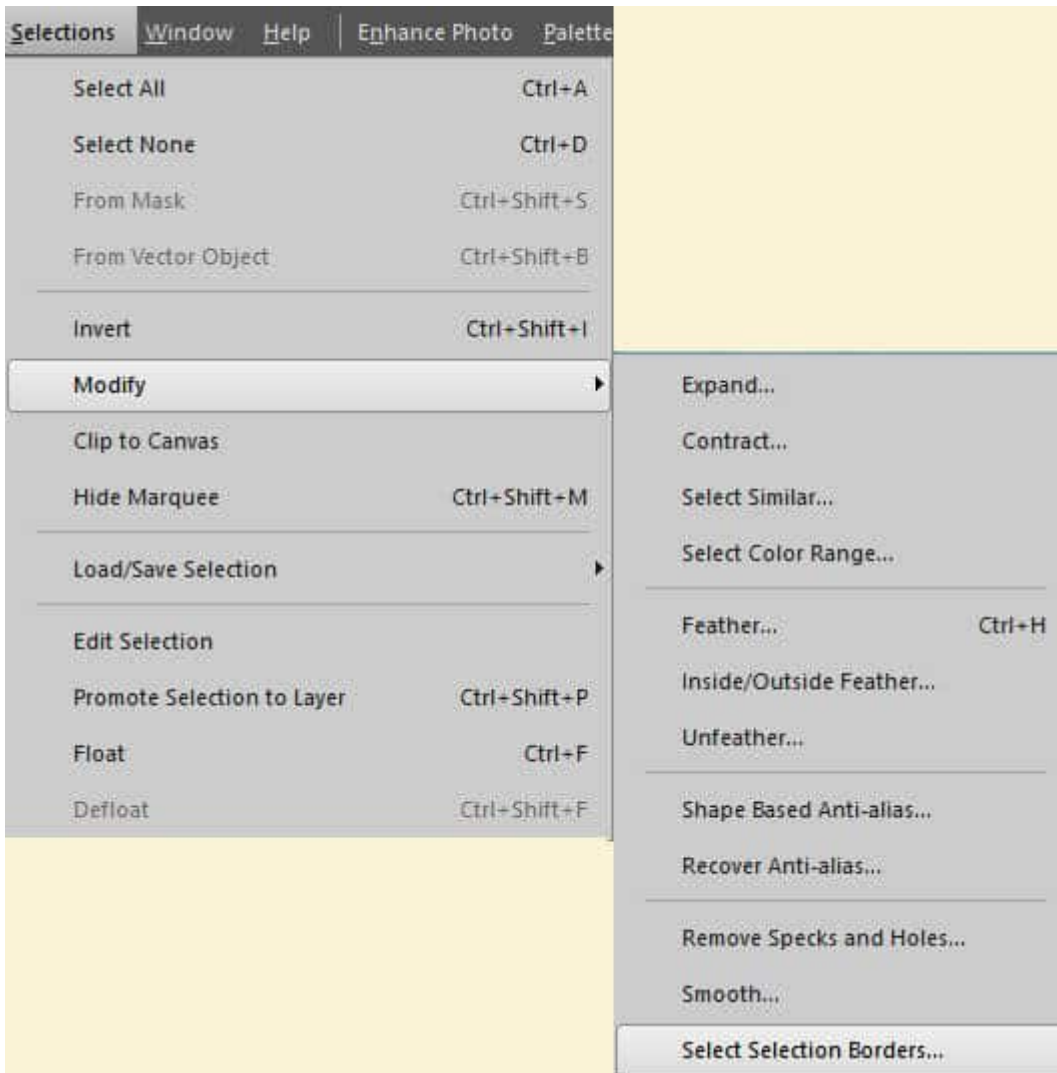 Selections Window Help Enhance Photo Palette
Select All Ctrl+A
Select None Ctrl+D
From Mask Ctrl+Shift+S
From Vector Object Ctrl+Shift+B
Invert Ctrl+Shift+I
Modify
Clip to Canvas
Hide Marquee Ctrl+Shift+M
Load/Save Selection
Edit Selection
Promote Selection to Layer Ctrl+Shift+P
Float Ctrl+F
Defloat Ctrl+Shift+F
Expand...
Contract...
Select Similar...
Select Color Range...
Feather... Ctrl+H
Inside/Outside Feather...
Unfeather...
Shape Based Anti-alias...
Recover Anti-alias...
Remove Specks and Holes...
Smooth...
Select Selection Borders...